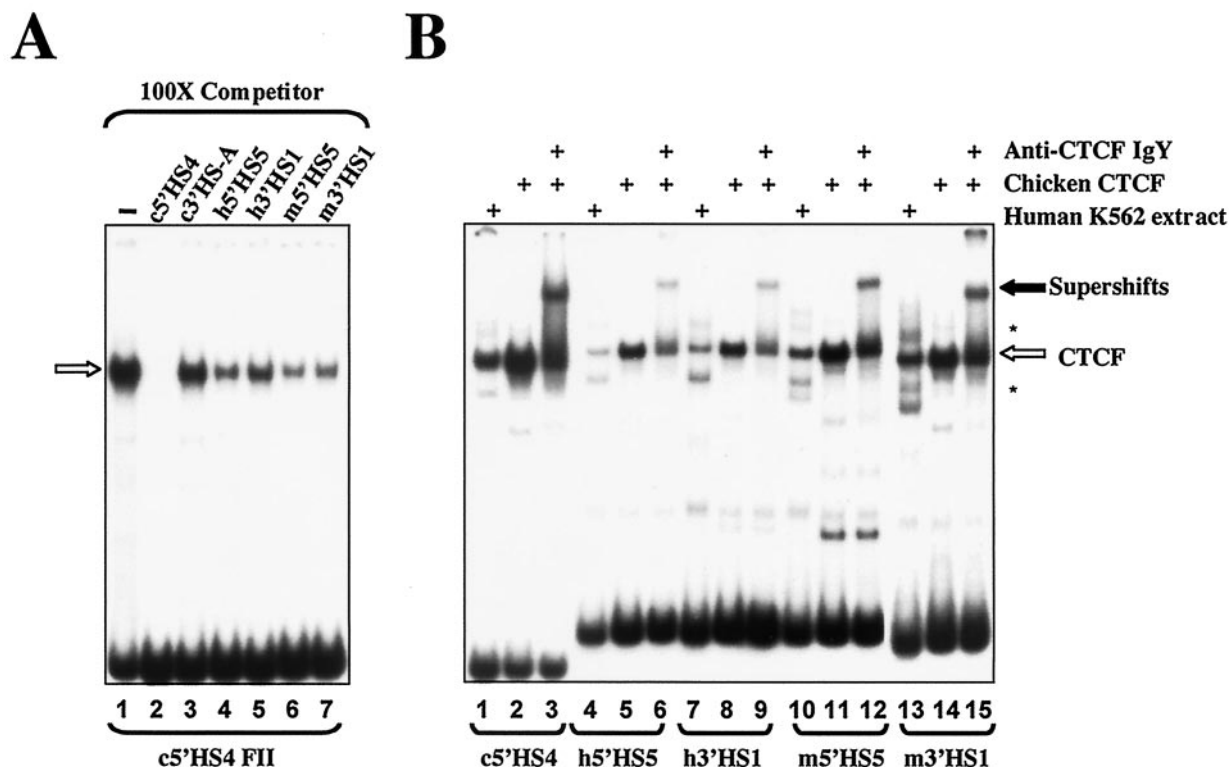 A
100X Competitor
– c5'HS4 c3'HS-A h5'HS5 h3'HS1 m5'HS5 m3'HS1
1 2 3 4 5 6 7
c5'HS4 FII
B
+ + + + + Anti-CTCF IgY
+ + + + + + + + + + Chicken CTCF
+ + + + + Human K562 extract
Supershifts
*
CTCF
*
1 2 3 4 5 6 7 8 9 10 11 12 13 14 15
c5'HS4 h5'HS5 h3'HS1 m5'HS5 m3'HS1